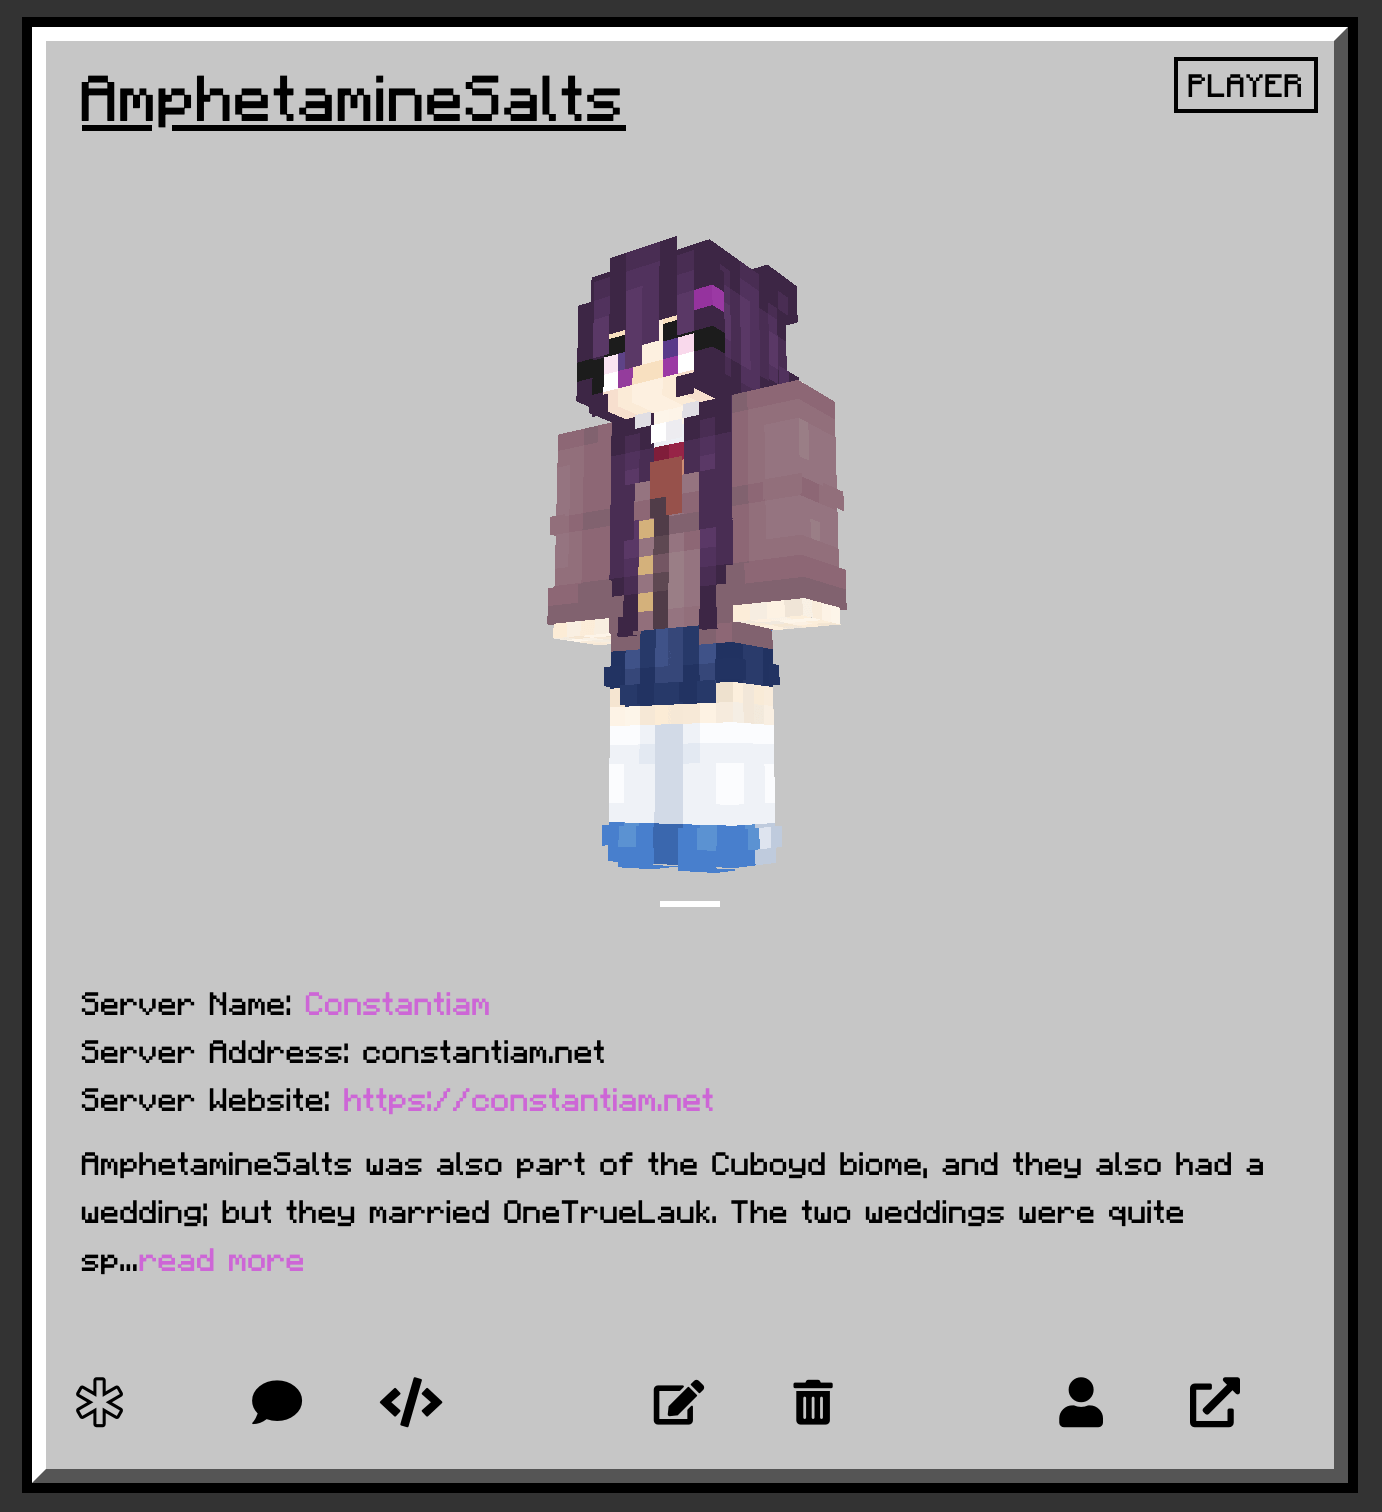 AmphetamineSalts
PLAYER
Server Name: Constantiam
Server Address: constantiam.net
Server Website: https://constantiam.net
AmphetamineSalts was also part of the Cuboyd biome, and they also had a
wedding; but they married OneTrueLauk. The two weddings were quite
sp...read more